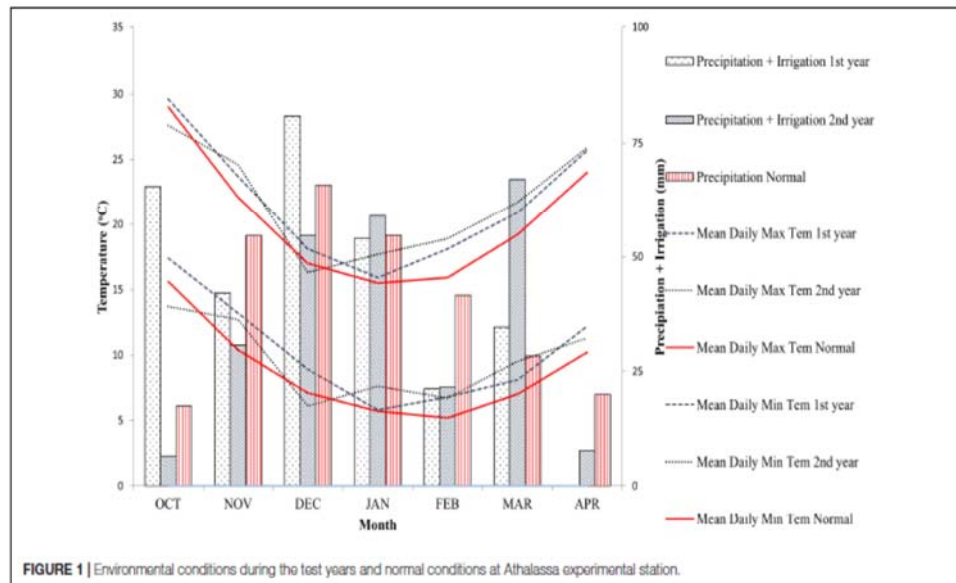 35
30
25
20
15
10
5
0
Temperature (°C)
100
75
50
25
0
Precipiation + Irrigation (mm)
OCT NOV DEC JAN FEB MAR APR
Month
Precipitation + Irrigation 1st year
Precipitation + Irrigation 2nd year
Precipitation Normal
Mean Daily Max Tem 1st year
Mean Daily Max Tem 2nd year
Mean Daily Max Tem Normal
Mean Daily Min Tem 1st year
Mean Daily Min Tem 2nd year
Mean Daily Min Tem Normal
FIGURE 1 | Environmental conditions during the test years and normal conditions at Athalassa experimental station.